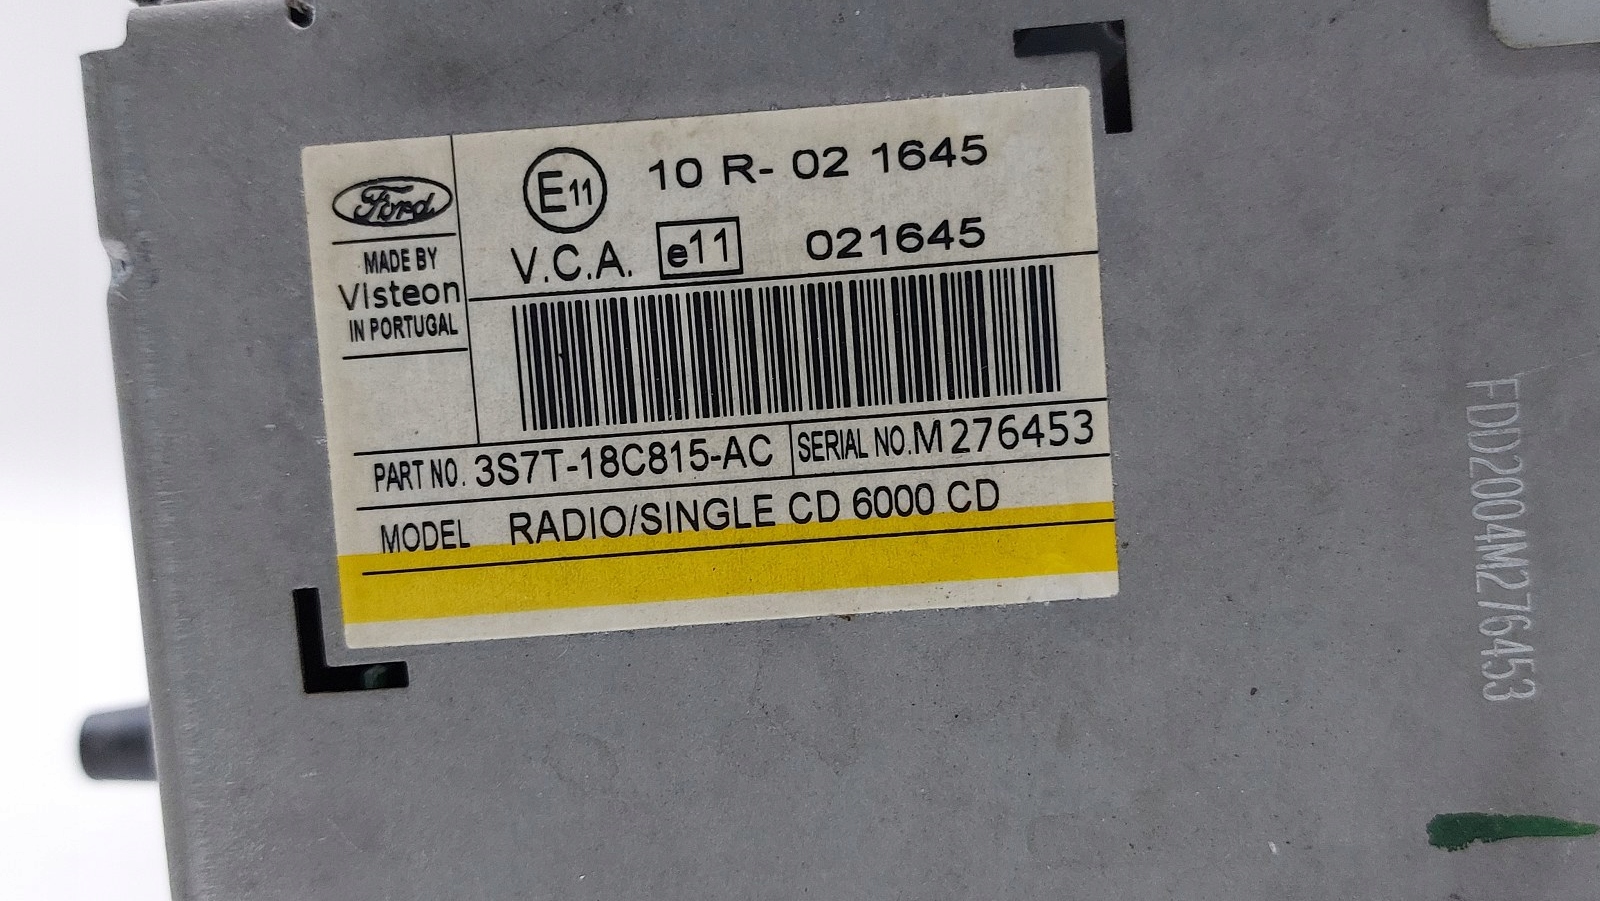 Ford
MADE BY
VIsteon
IN PORTUGAL
E11 10 R- 02 1645
V.C.A. e11 021645
PART NO. 3S7T-18C815-AC SERIAL NO. M276453
MODEL RADIO/SINGLE CD 6000 CD
FDD2004M276453